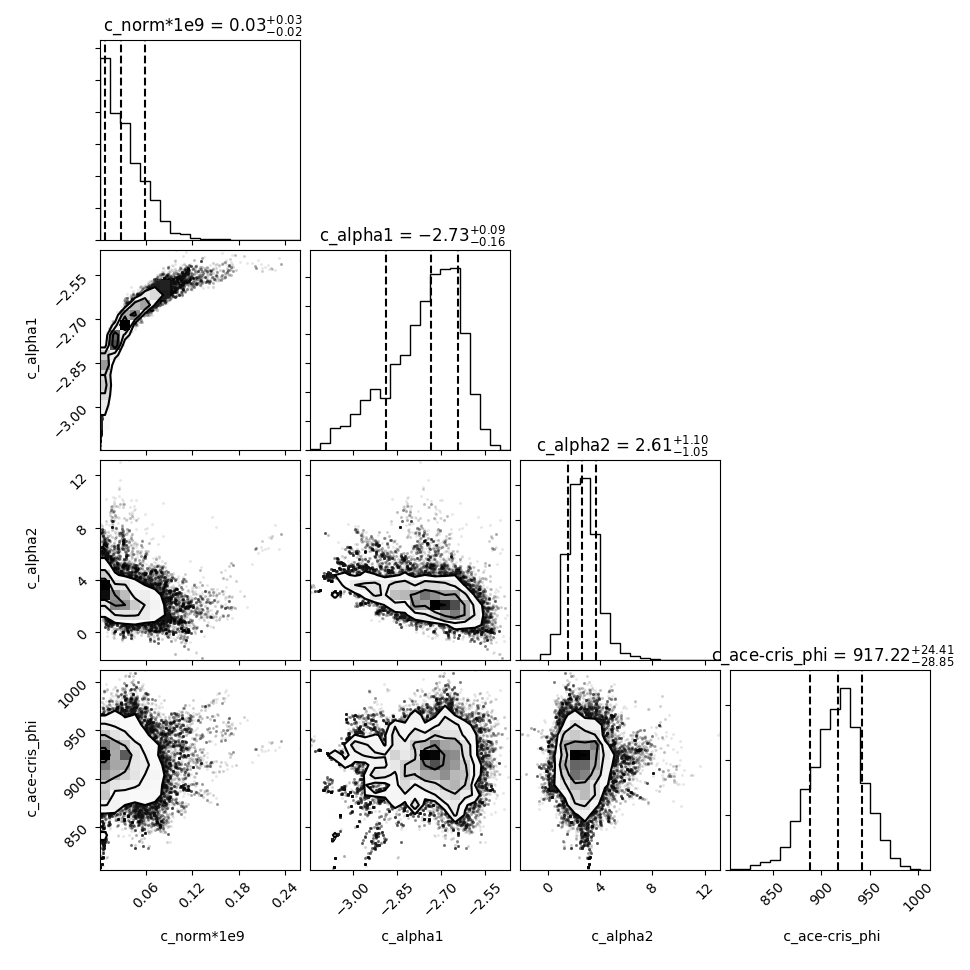 c_norm*1e9 = 0.03+0.03−0.02
c_alpha1 = −2.73+0.09−0.16
−2.55
−2.70
−2.85
−3.00
c_alpha1
c_alpha2 = 2.61+1.10−1.05
12
8
4
0
c_alpha2
c_ace-cris_phi = 917.22+24.41−28.85
1000
950
900
850
c_ace-cris_phi
0.06 0.12 0.18 0.24
−3.00 −2.85 −2.70 −2.55
0 4 8 12
850 900 950 1000
c_norm*1e9 c_alpha1 c_alpha2 c_ace-cris_phi